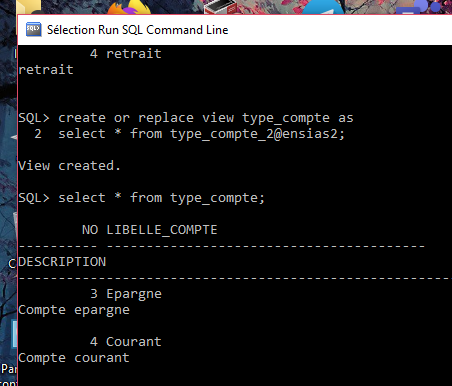 SQL>
Sélection Run SQL Command Line
4 retrait
retrait
SQL> create or replace view type_compte as
2 select * from type_compte_2@ensias2;
View created.
SQL> select * from type_compte;
NO LIBELLE_COMPTE
---------- ----------------------------------------
DESCRIPTION
--------------------------------------------------------------------------------
3 Epargne
Compte epargne
4 Courant
Compte courant